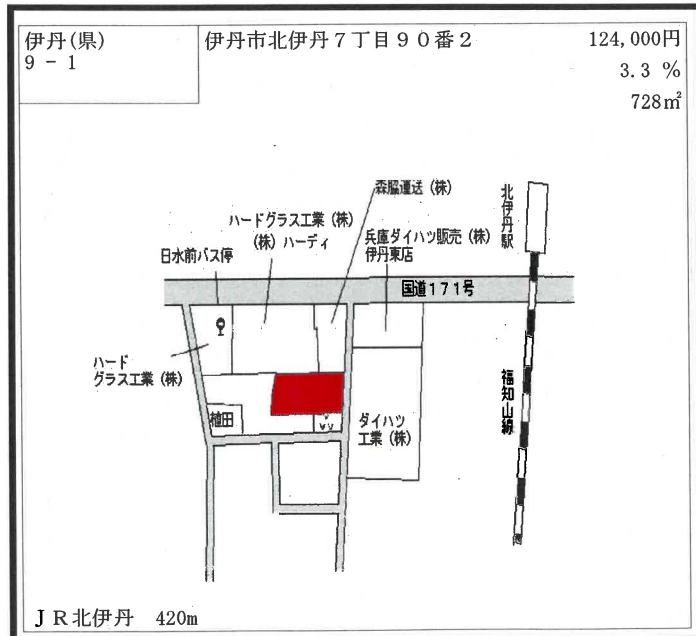 伊丹(県)
9 - 1
伊丹市北伊丹７丁目９０番２
124,000円
3.3 %
728㎡
森脇運送（株）
北伊丹駅
ハードグラス工業（株）
（株）ハーディ
兵庫ダイハツ販売（株）
伊丹東店
日水前バス停
国道１７１号
ハード
グラス工業（株）
福知山線
植田
ダイハツ
工業（株）
ＪＲ北伊丹　420m